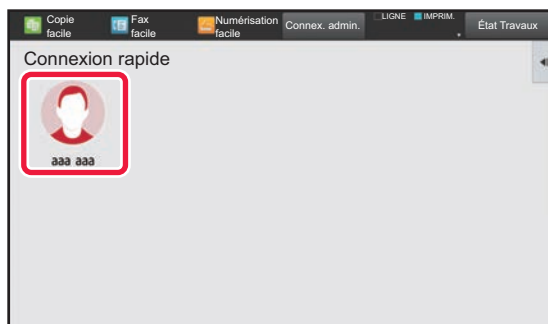 Copie
facile
Fax
facile
Numérisation
facile
Connex. admin.
LIGNE
IMPRIM.
État Travaux
Connexion rapide
aaa aaa